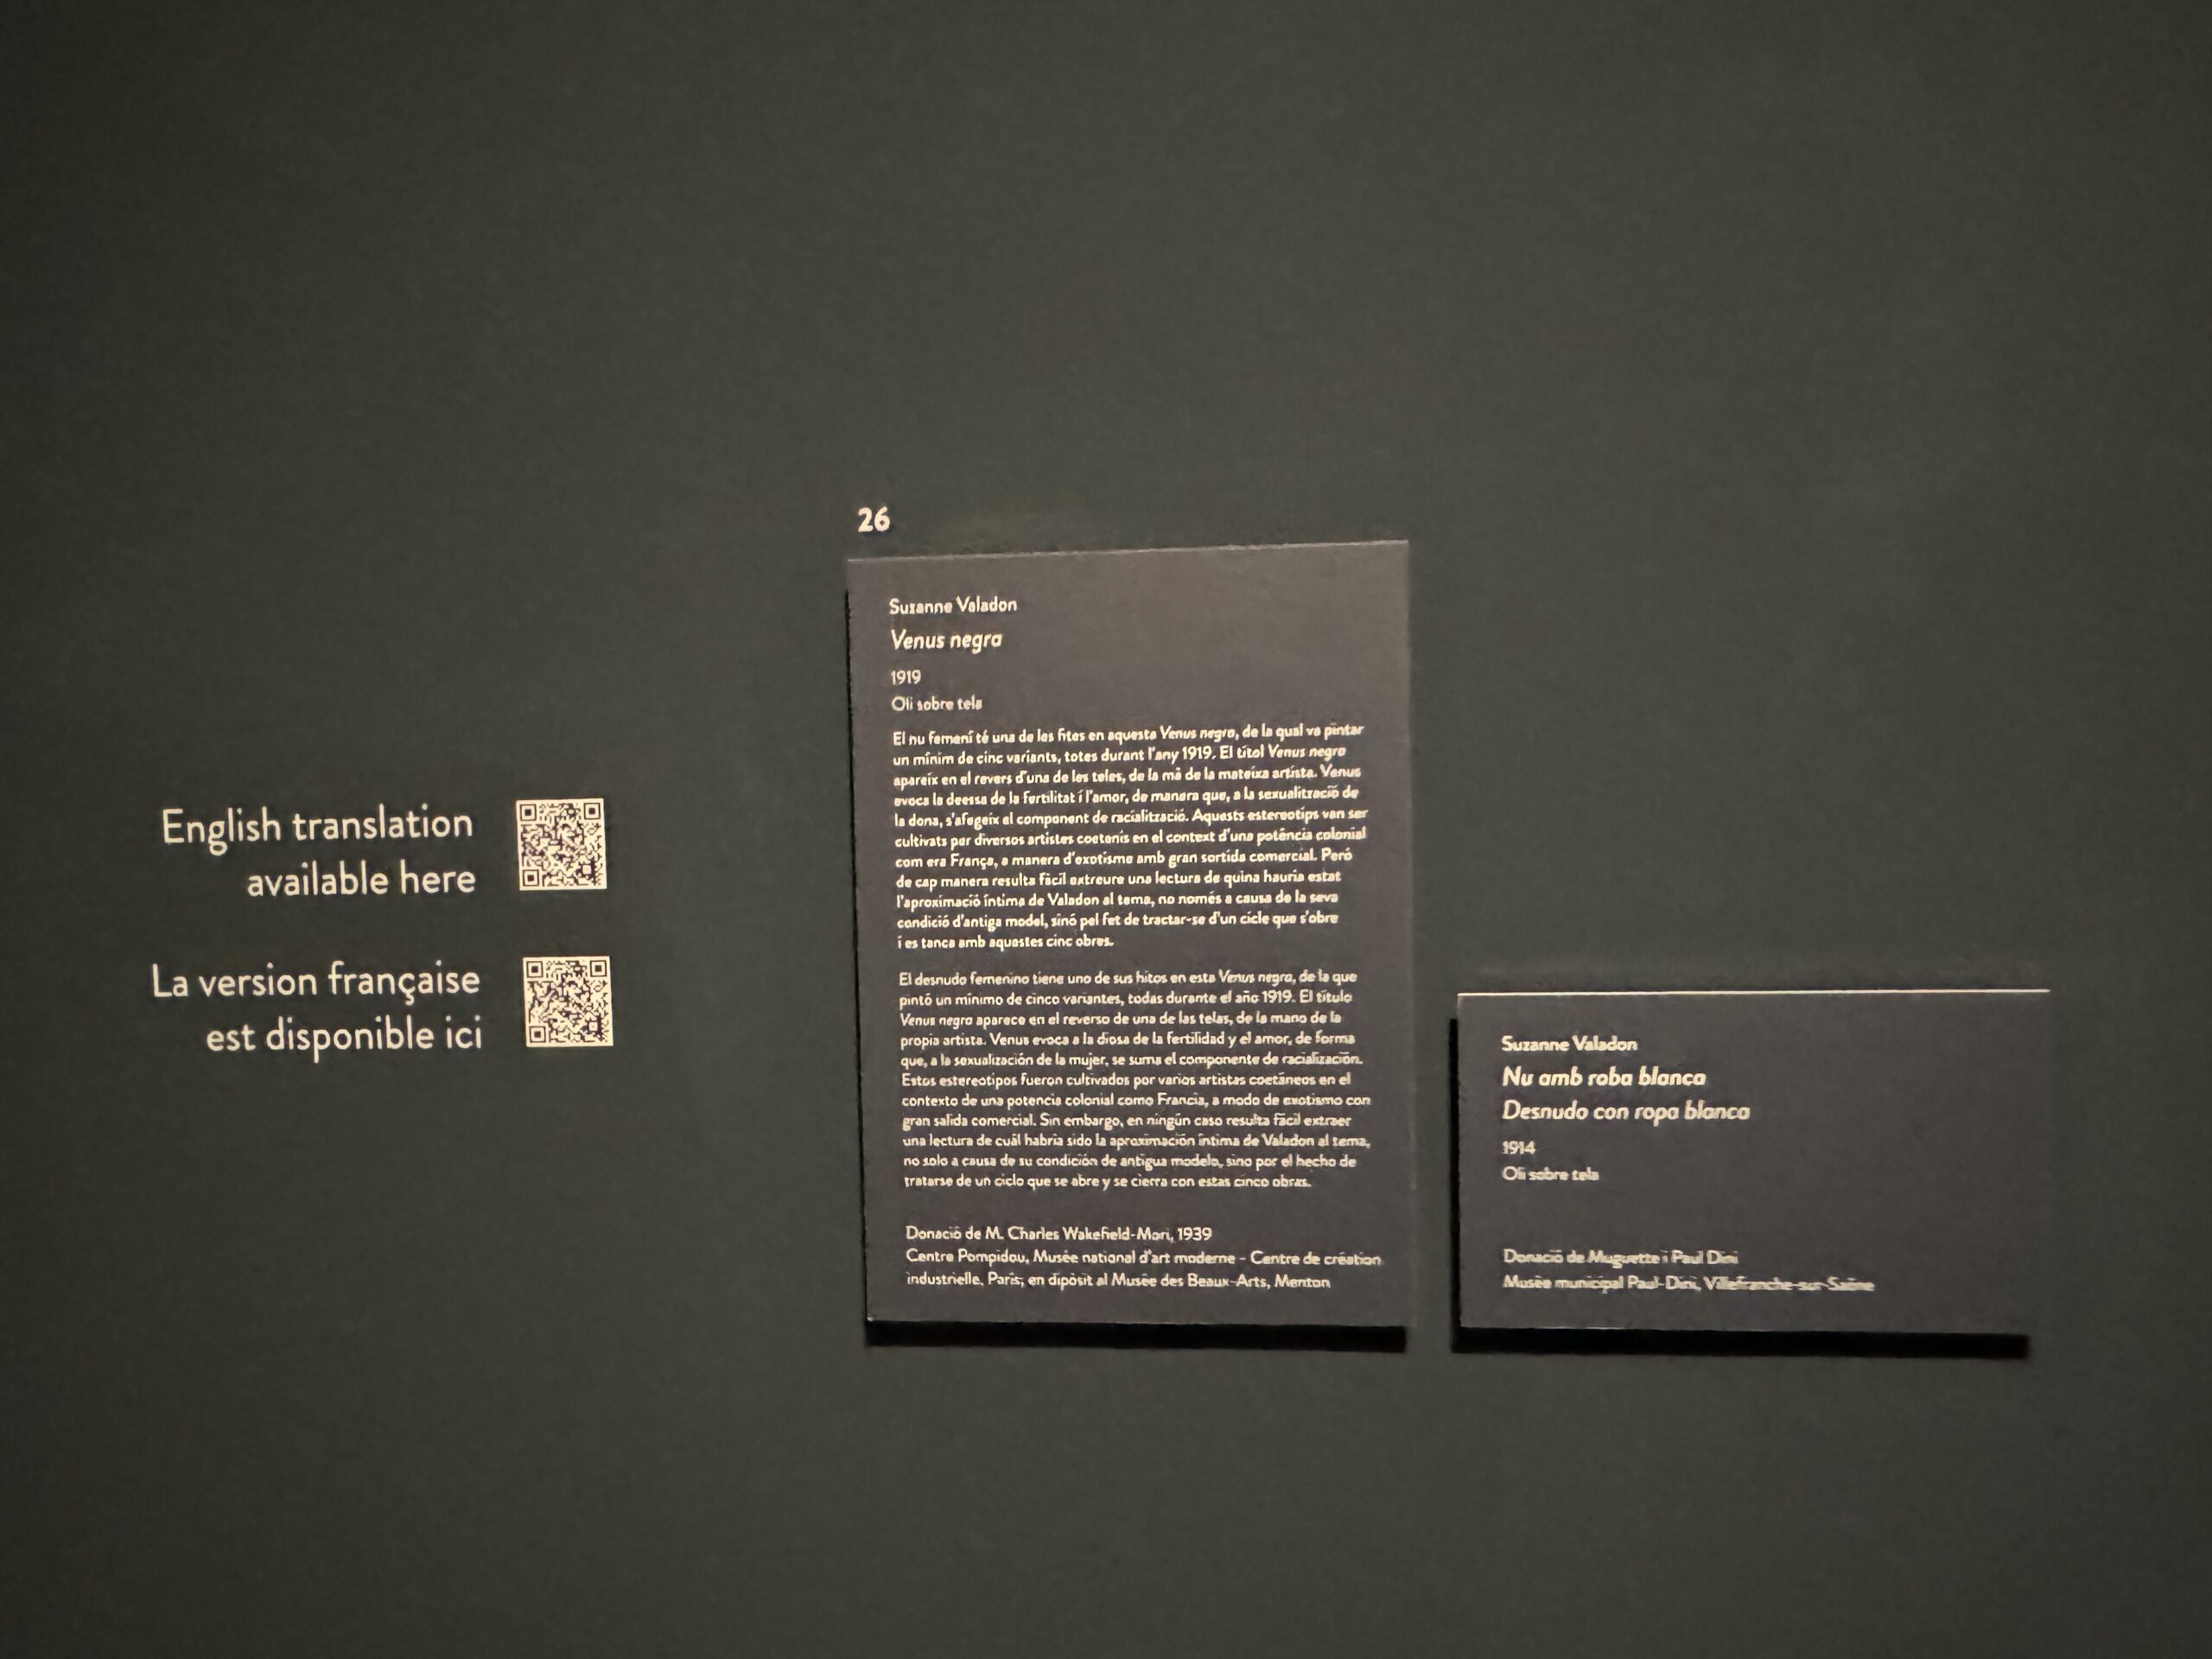 English translation
available here
La version française
est disponible ici
26
Suzanne Valadon
Venus negra
1919
Oli sobre tela
El nu femení té una de les fites en aquesta Venus negra, de la qual va pintar
un mínim de cinc variants, totes durant l'any 1919. El títol Venus negra
apareix en el revers d'una de les teles, de la mà de la mateixa artista. Venus
evoca la deessa de la fertilitat i l'amor, de manera que, a la sexualització de
la dona, s'afegeix el component de racialització. Aquests estereotips van ser
cultivats per diversos artistes coetanis en el context d'una potència colonial
com era França, a manera d'exotisme amb gran sortida comercial. Però
de cap manera resulta fàcil extreure una lectura de quina hauria estat
l'aproximació íntima de Valadon al tema, no només a causa de la seva
condició d'antiga model, sinó pel fet de tractar-se d'un cicle que s'obre
i es tanca amb aquestes cinc obres.
El desnudo femenino tiene uno de sus hitos en esta Venus negra, de la que
pintó un mínimo de cinco variantes, todas durante el año 1919. El título
Venus negra aparece en el reverso de una de las telas, de la mano de la
propia artista. Venus evoca a la diosa de la fertilidad y el amor, de forma
que, a la sexualización de la mujer, se suma el componente de racialización.
Estos estereotipos fueron cultivados por varios artistas coetáneos en el
contexto de una potencia colonial como Francia, a modo de exotismo con
gran salida comercial. Sin embargo, en ningún caso resulta fácil extraer
una lectura de cuál habría sido la aproximación íntima de Valadon al tema,
no solo a causa de su condición de antigua modelo, sino por el hecho de
tratarse de un ciclo que se abre y se cierra con estas cinco obras.
Donació de M. Charles Wakefield-Mori, 1939
Centre Pompidou, Musée national d'art moderne - Centre de création
industrielle, París; en dipòsit al Musée des Beaux-Arts, Menton
Suzanne Valadon
Nu amb roba blanca
Desnudo con ropa blanca
1914
Oli sobre tela
Donació de Muguette i Paul Dini
Musée municipal Paul-Dini, Villefranche-sur-Saône